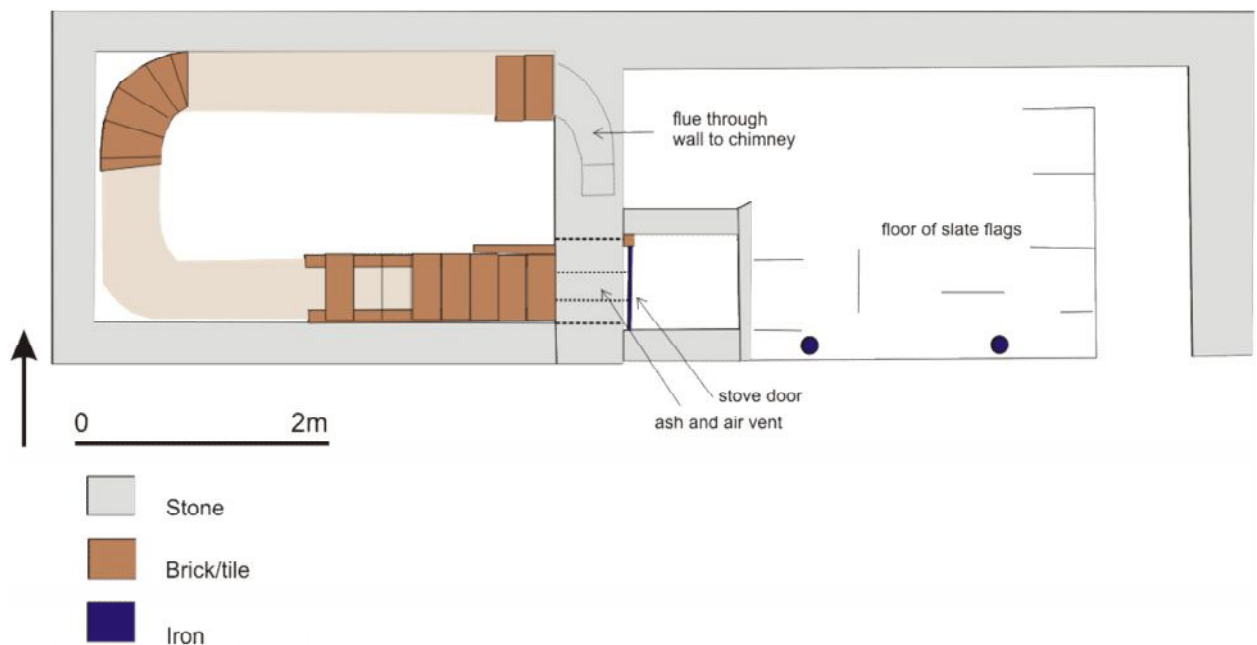 flue through
wall to chimney
floor of slate flags
stove door
ash and air vent
0 2m
Stone
Brick/tile
Iron